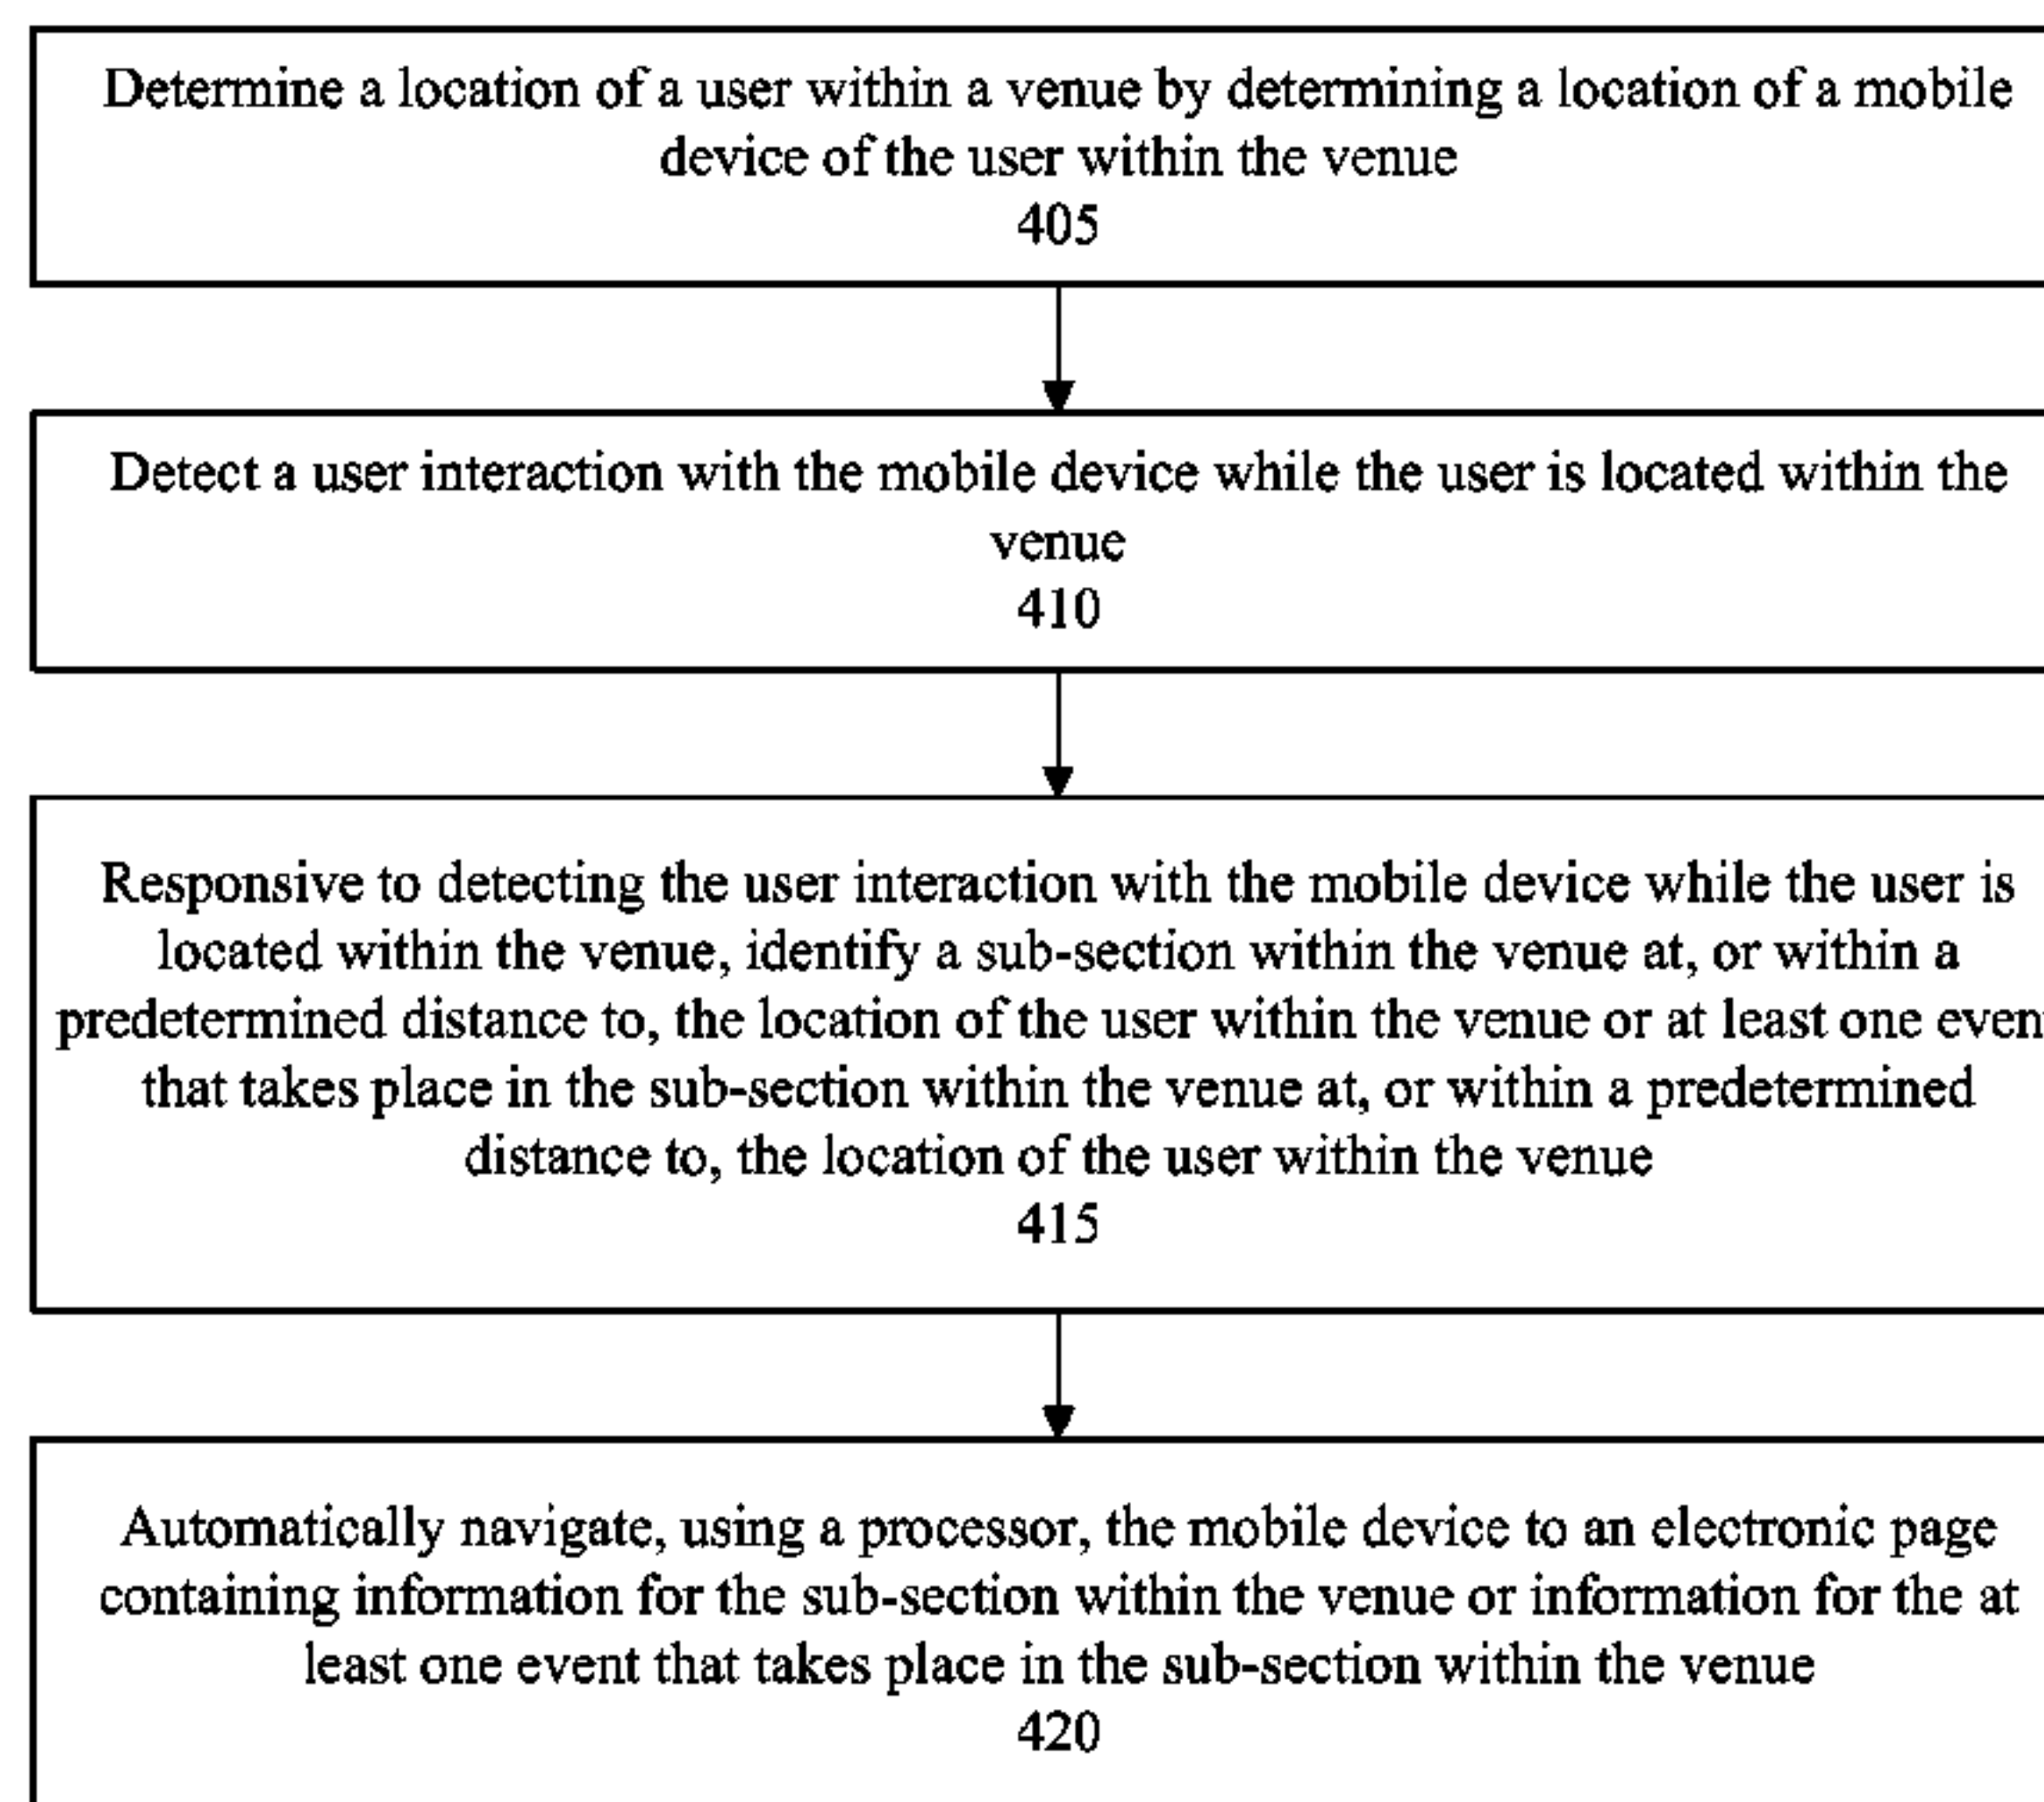 Determine a location of a user within a venue by determining a location of a mobile
device of the user within the venue
405
Detect a user interaction with the mobile device while the user is located within the
venue
410
Responsive to detecting the user interaction with the mobile device while the user is
located within the venue, identify a sub-section within the venue at, or within a
predetermined distance to, the location of the user within the venue or at least one event
that takes place in the sub-section within the venue at, or within a predetermined
distance to, the location of the user within the venue
415
Automatically navigate, using a processor, the mobile device to an electronic page
containing information for the sub-section within the venue or information for the at
least one event that takes place in the sub-section within the venue
420